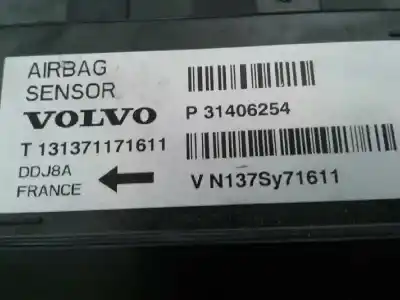 AIRBAG
SENSOR
VOLVO
P 31406254
T 131371171611
DDJ8A
FRANCE
V N137Sy71611